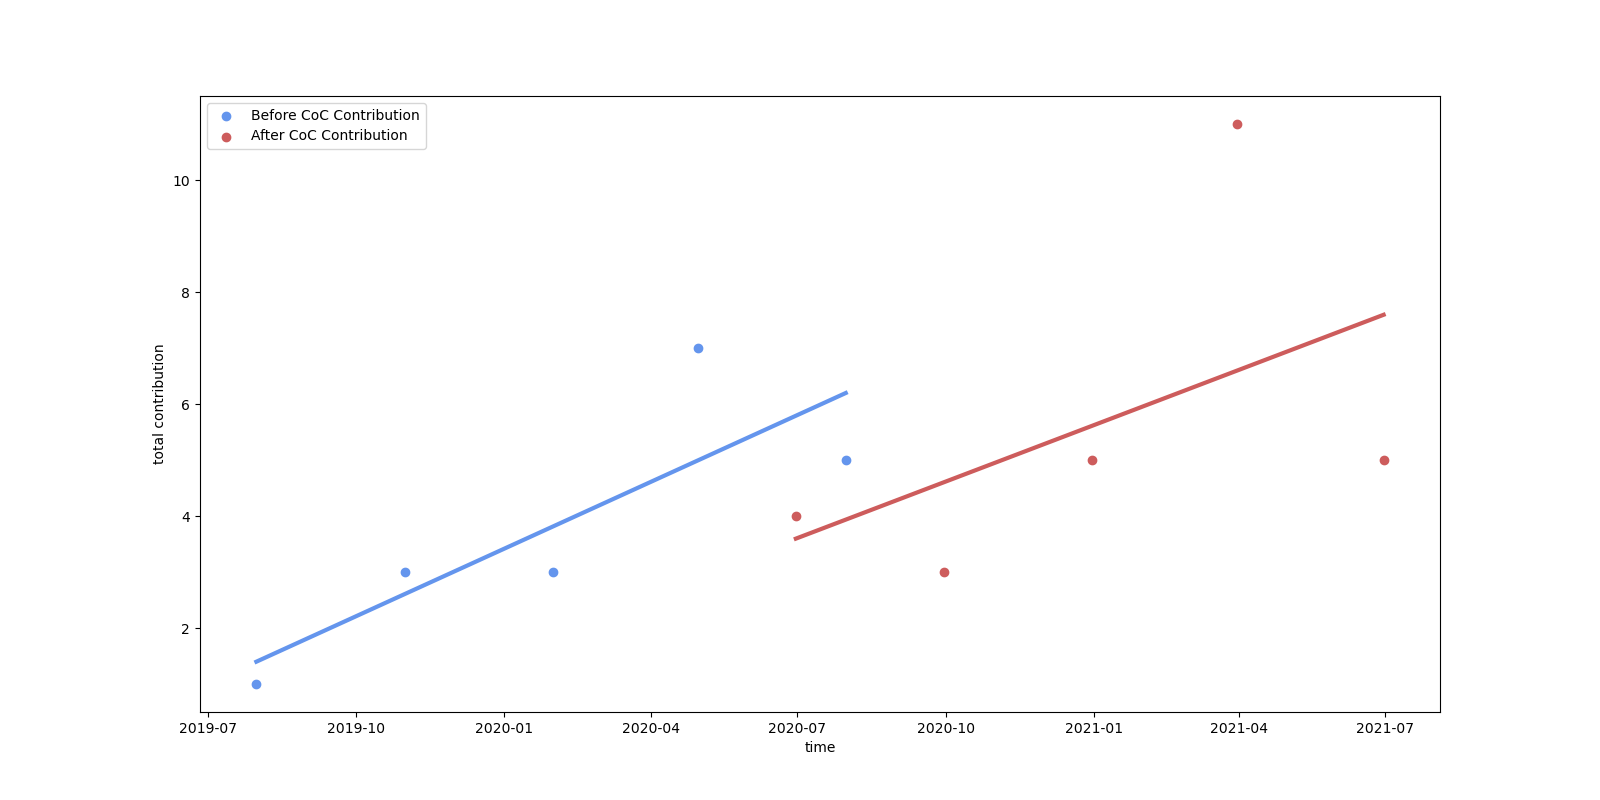 Before CoC Contribution
After CoC Contribution
10
8
6
4
2
total contribution
2019-07 2019-10 2020-01 2020-04 2020-07 2020-10 2021-01 2021-04 2021-07
time